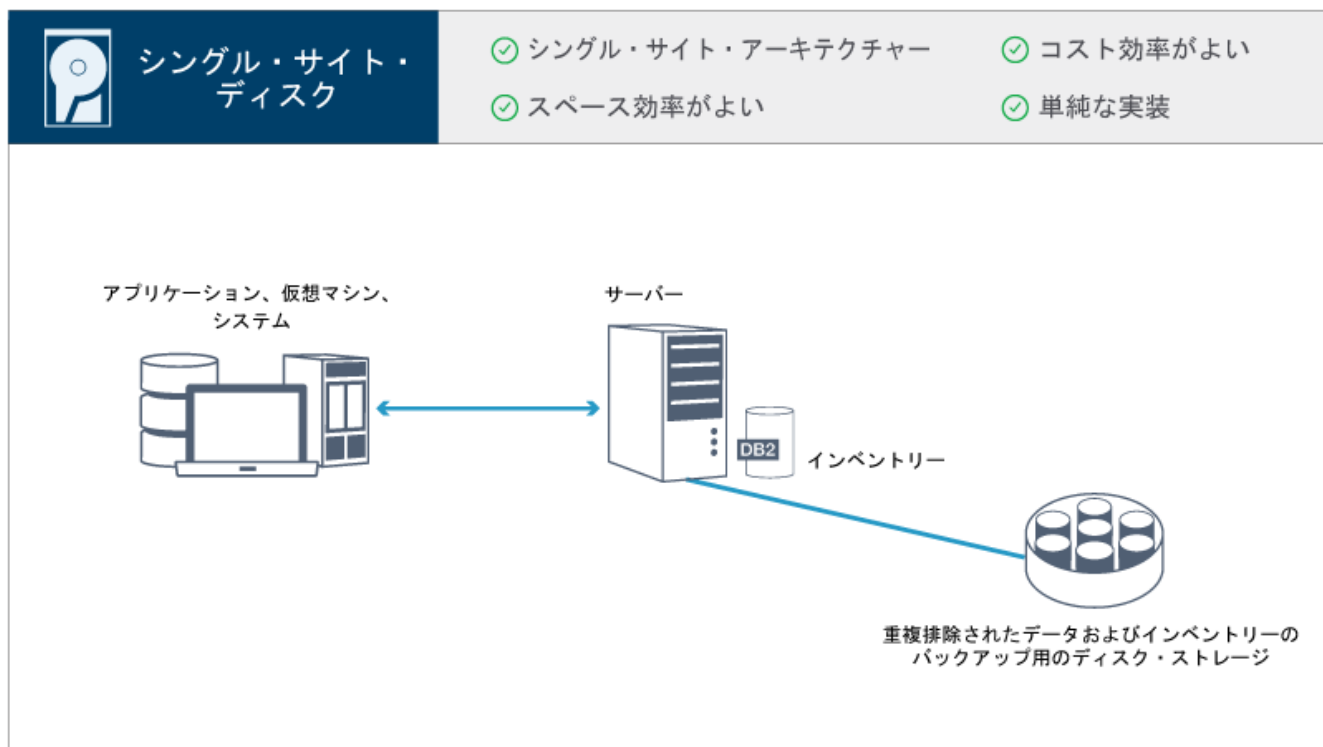 シングル・サイト・
ディスク
シングル・サイト・アーキテクチャー
コスト効率がよい
スペース効率がよい
単純な実装
アプリケーション、仮想マシン、
システム
サーバー
DB2
インベントリー
重複排除されたデータおよびインベントリーの
バックアップ用のディスク・ストレージ